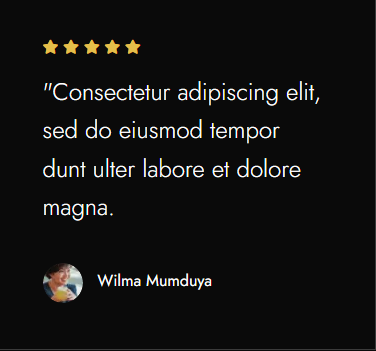 "Consectetur adipiscing elit,
sed do eiusmod tempor
dunt ulter labore et dolore
magna.
Wilma Mumduya